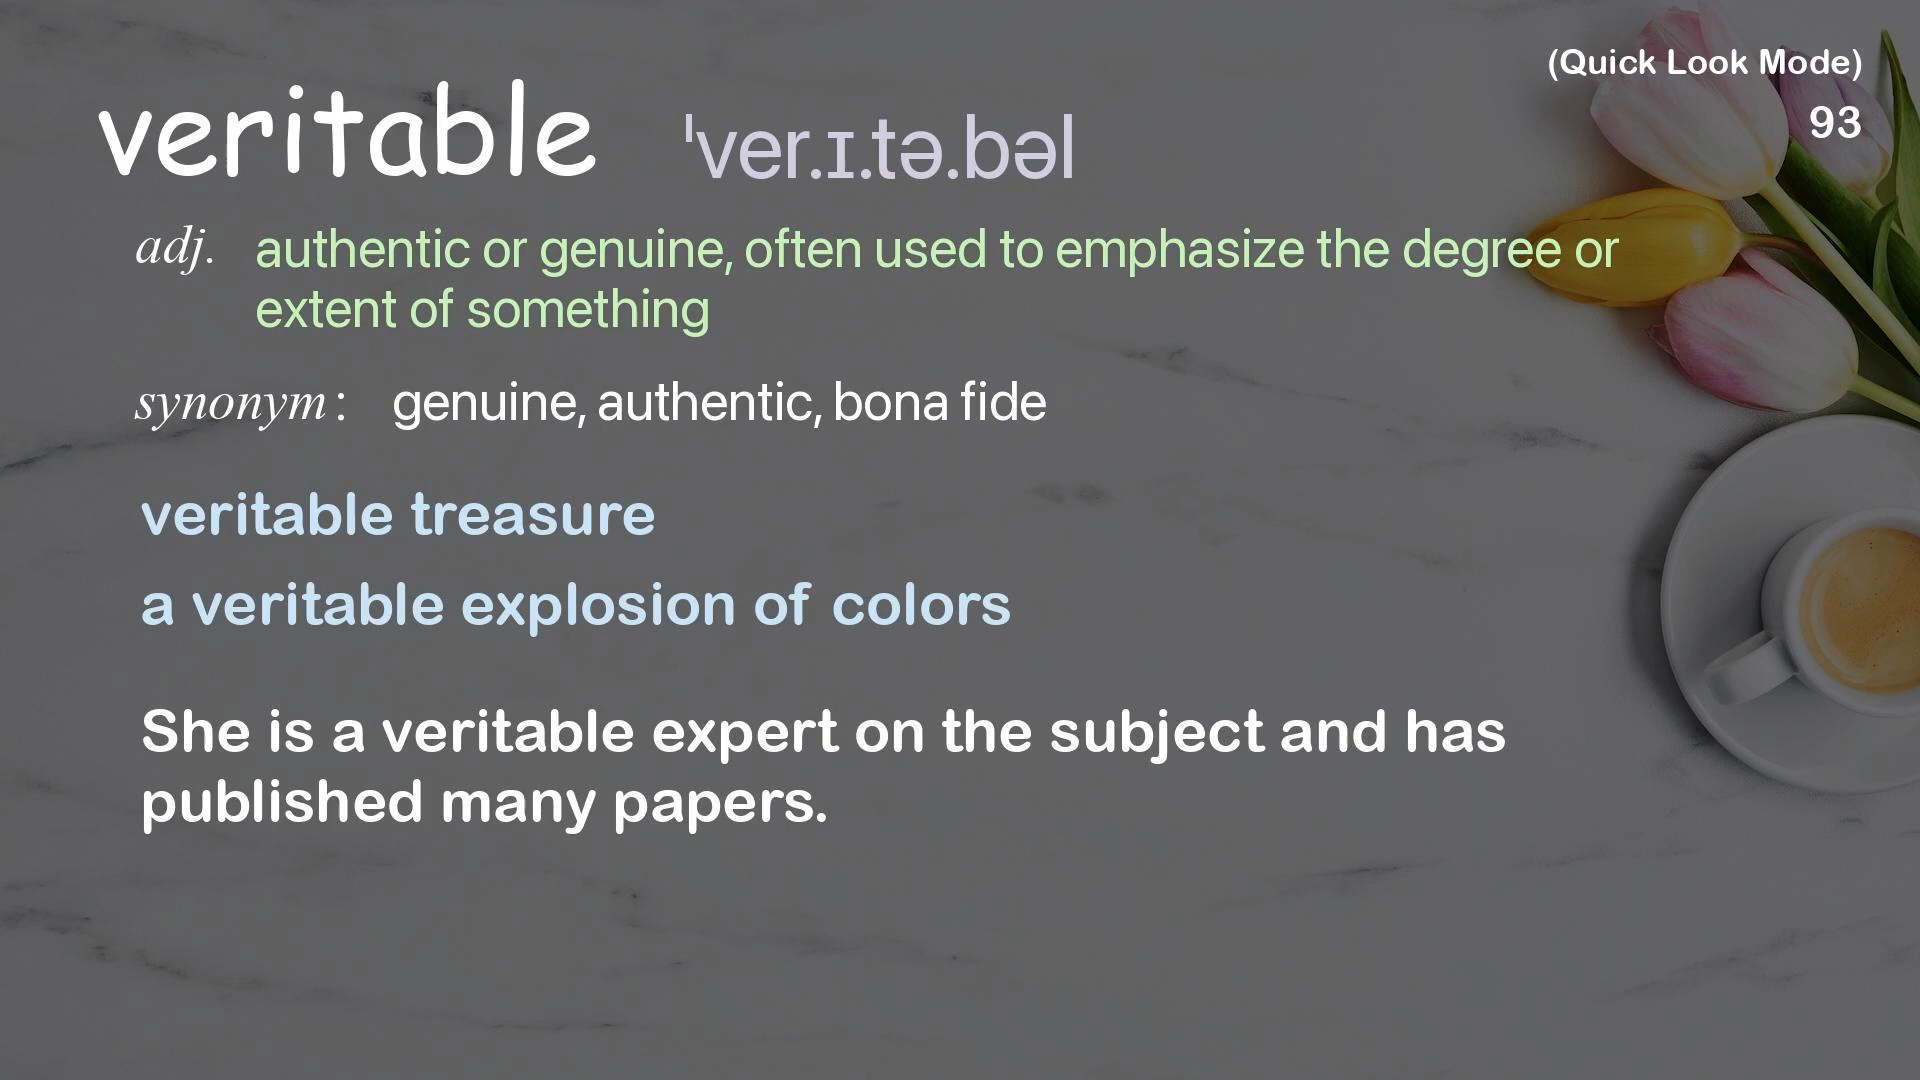 (Quick Look Mode)
93
veritable ˈver.ɪ.tə.bəl
adj. authentic or genuine, often used to emphasize the degree or
extent of something
synonym : genuine, authentic, bona fide
veritable treasure
a veritable explosion of colors
She is a veritable expert on the subject and has
published many papers.